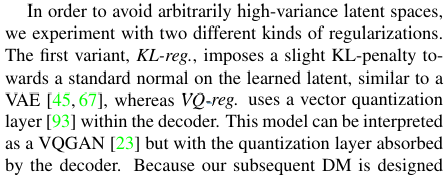 In order to avoid arbitrarily high-variance latent spaces,
we experiment with two different kinds of regularizations.
The first variant, KL-reg., imposes a slight KL-penalty to-
wards a standard normal on the learned latent, similar to a
VAE [45, 67], whereas VQ-reg. uses a vector quantization
layer [93] within the decoder. This model can be interpreted
as a VQGAN [23] but with the quantization layer absorbed
by the decoder. Because our subsequent DM is designed